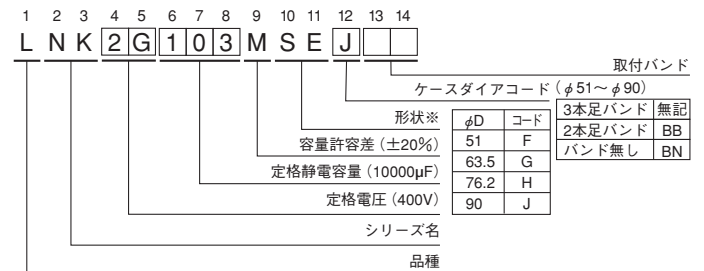 1 2 3 4 5 6 7 8 9 10 11 12 13 14
L N K 2 G 1 0 3 M S E J
取付バンド
ケースダイアコード（φ51～φ90）
3本足バンド 無記
2本足バンド BB
バンド無し BN
形状※
容量許容差（±20％）
定格静電容量（10000μF）
定格電圧（400V）
シリーズ名
品種
φD コード
51 F
63.5 G
76.2 H
90 J